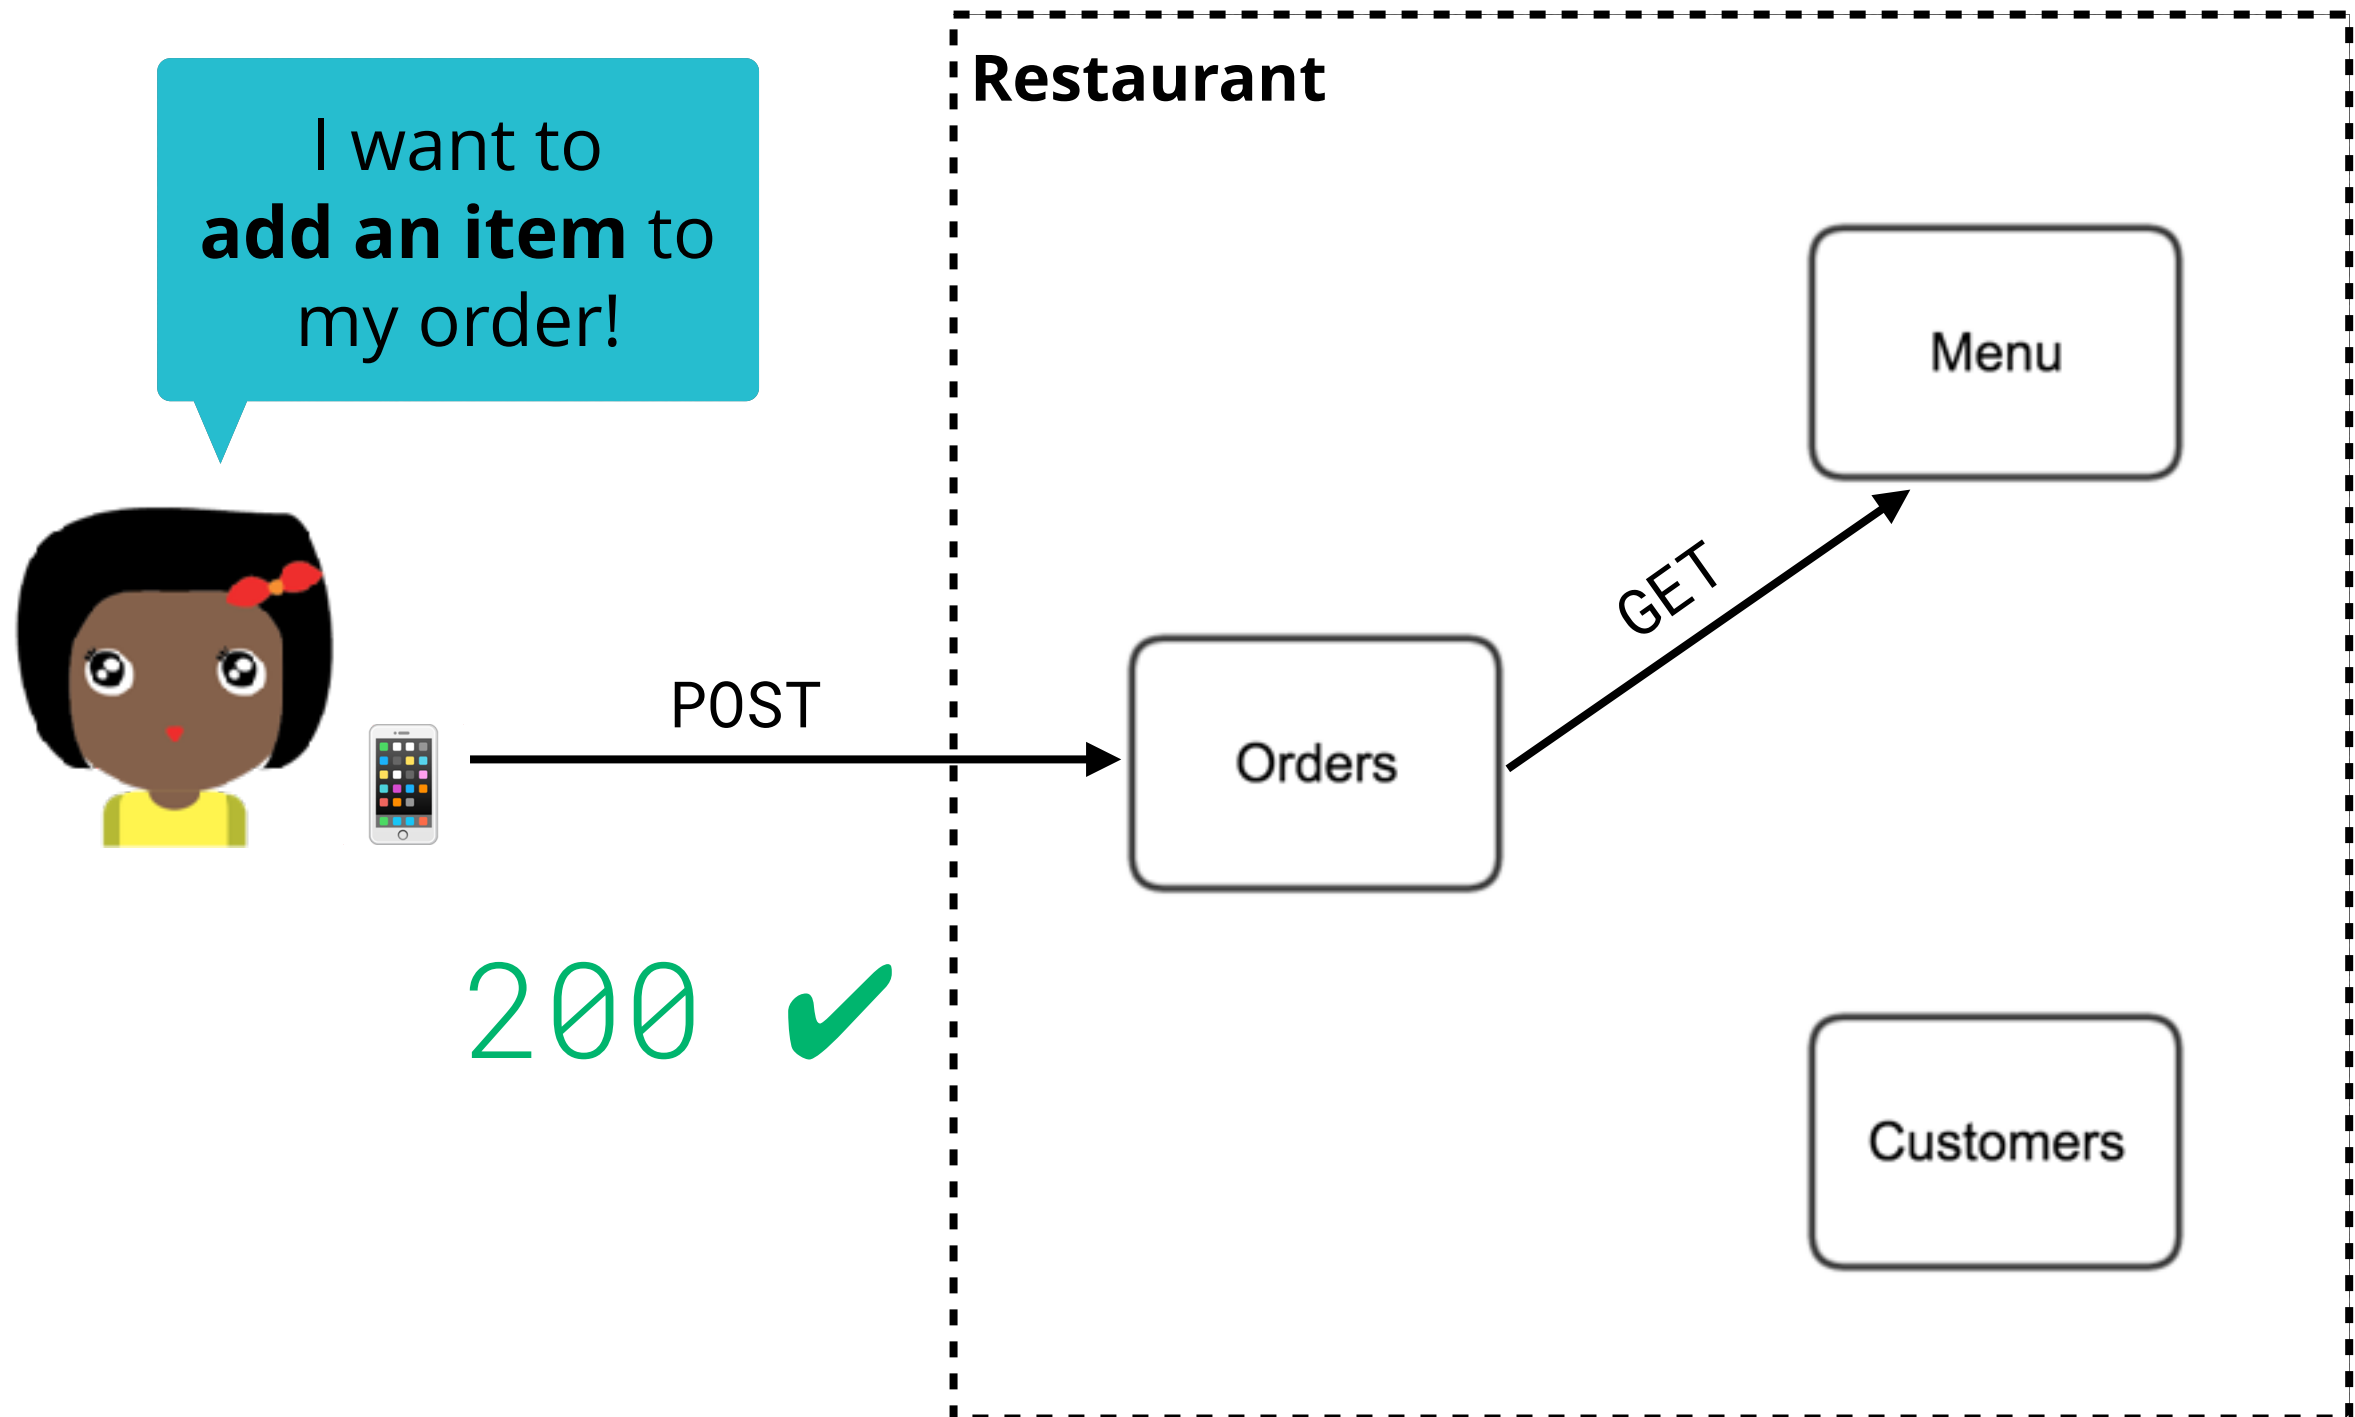 I want to
add an item to
my order!
Restaurant
Menu
GET
POST
Orders
200 ✔
Customers